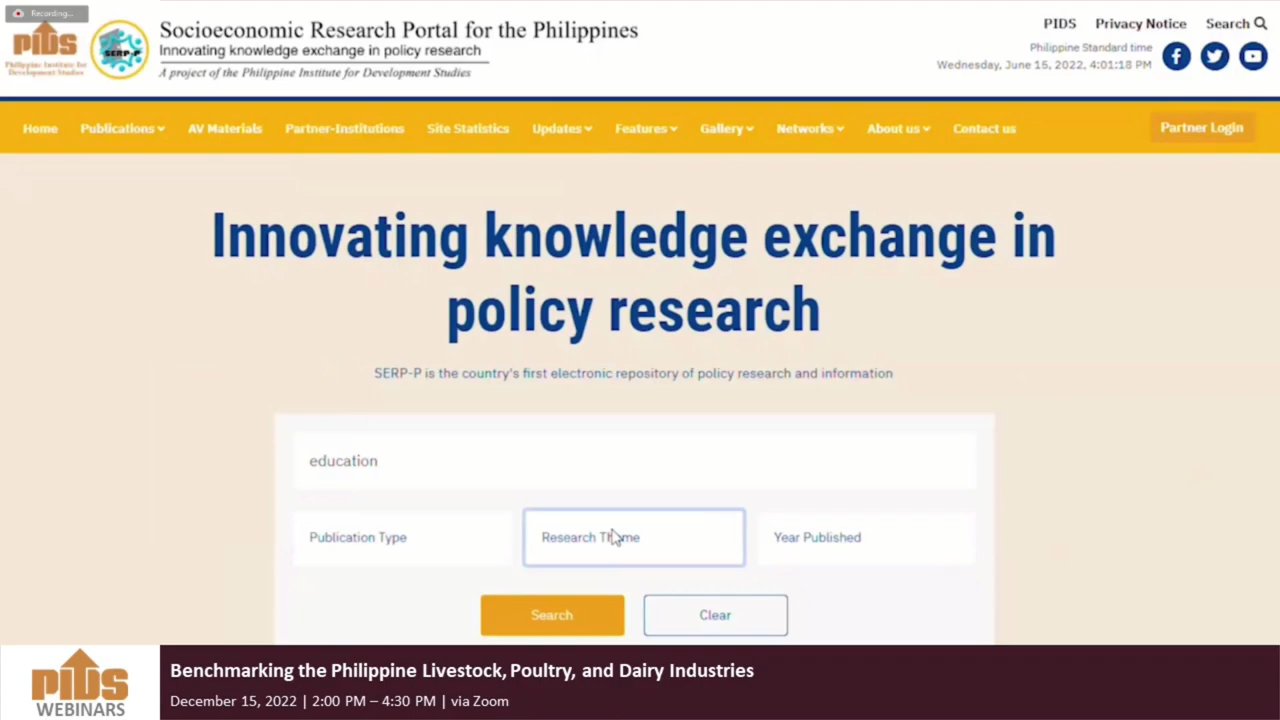 Recording...
PIDS
Philippine Institute for
Development Studies
SERP-P
Socioeconomic Research Portal for the Philippines
Innovating knowledge exchange in policy research
A project of the Philippine Institute for Development Studies
PIDS Privacy Notice Search
Philippine Standard time
Wednesday, June 15, 2022, 4:01:18 PM
Home Publications AV Materials Partner-Institutions Site Statistics Updates Features Gallery Networks About us Contact us Partner Login
Innovating knowledge exchange in
policy research
SERP-P is the country's first electronic repository of policy research and information
education
Publication Type Research Theme Year Published
Search Clear
PIDS
WEBINARS
Benchmarking the Philippine Livestock, Poultry, and Dairy Industries
December 15, 2022 | 2:00 PM – 4:30 PM | via Zoom